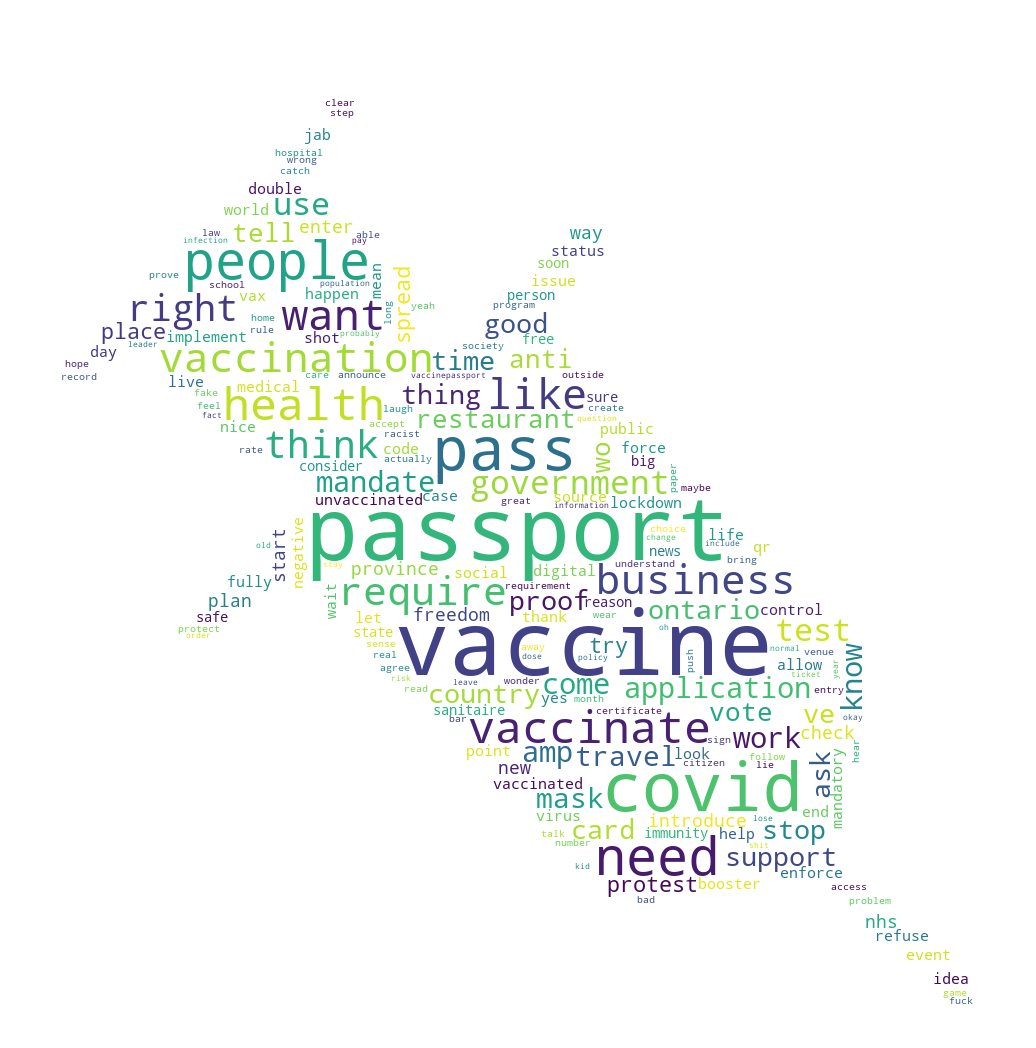 clear
step
jab
hospital
wrong
catch
double
world use
law able
tell enter way
infection pay status
people soon
prove population issue
school mean spread person
vax happen long yeah program
right want good
home
place implement rule shot probably free
leader society
day vaccination time anti
hope care announce vaccinepassport outside
record live medical thing like sure
fake health laugh create
feel
fact restaurant question
nice accept public
rate think code racist pass wo force
actually big
consider
mandate government paper maybe
unvaccinated case great source lockdown
information
passport choice life
negative change include qr
old start news
stay understand bring
fully province social digital business
wait require requirement proof reason
plan ontario control
safe let freedom thank wear
protect state vaccine oh test
order sense away try normal
real dose policy push venue
agree risk allow know
read leave wonder come application ticket year entry
country yes month
sanitaire certificate vote ve okay
bar vaccinate sign work check
point amp travel look follow hear
new citizen lie
vaccinated covid ask mandatory
mask end
virus introduce lose
talk card immunity help stop
number need shit support
kid enforce
protest booster access
bad problem
nhs
refuse
event
idea
game
fuck